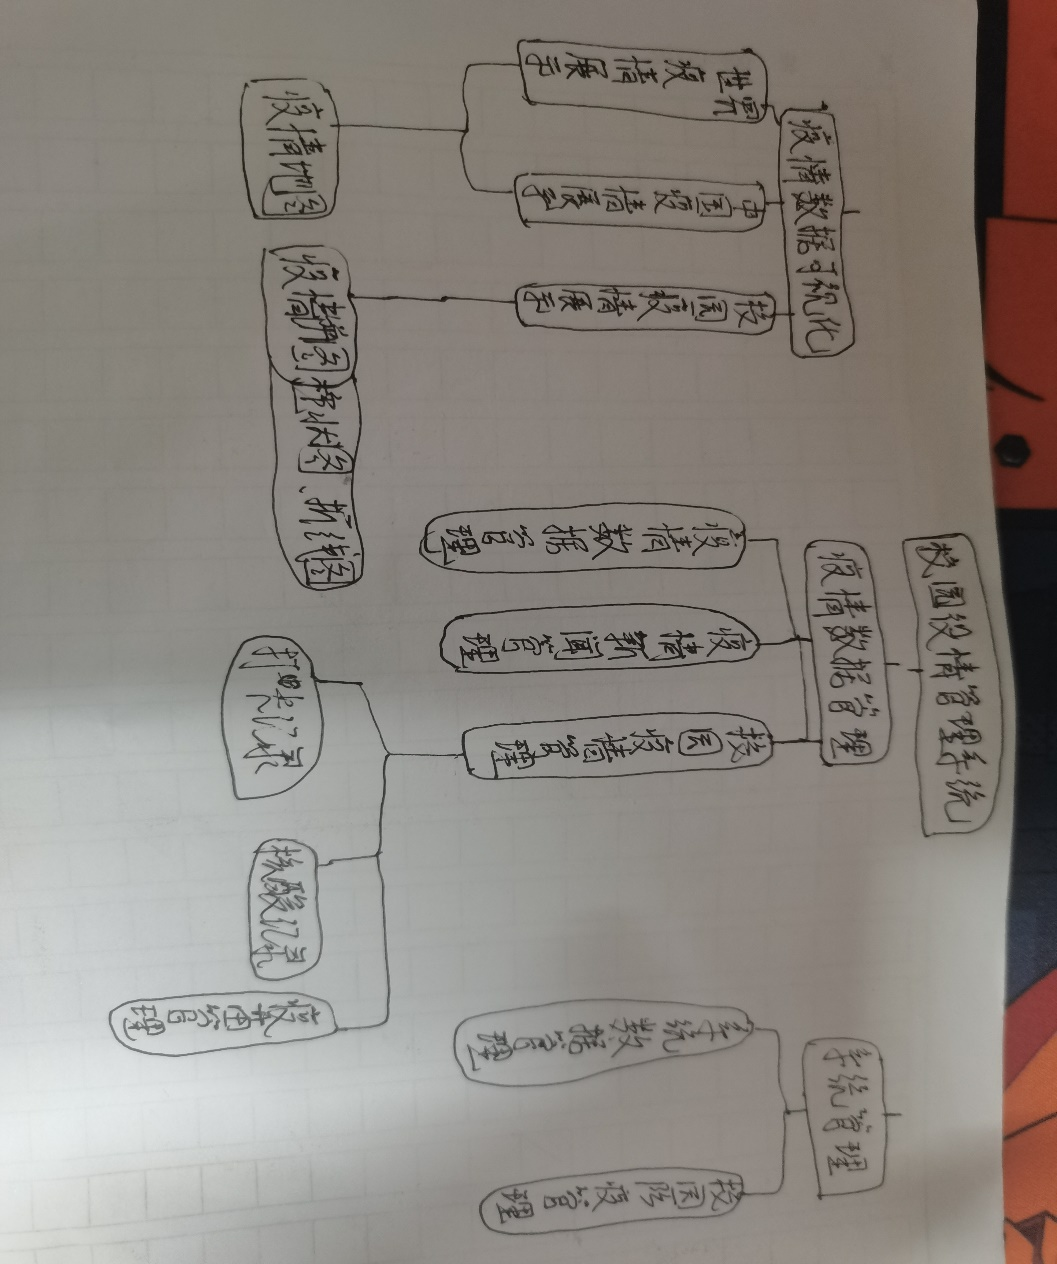 校园疫情管理系统
疫情数据可视化
疫情数据管理
系统管理
世界疫情展示
中国疫情展示
校园疫情展示
疫情数据管理
疫情新闻管理
校园疫情管理
系统数据管理
校园防疫管理
疫情地图
疫情增图
柱状图、折线图
打卡记录
核酸记录
疫苗管理